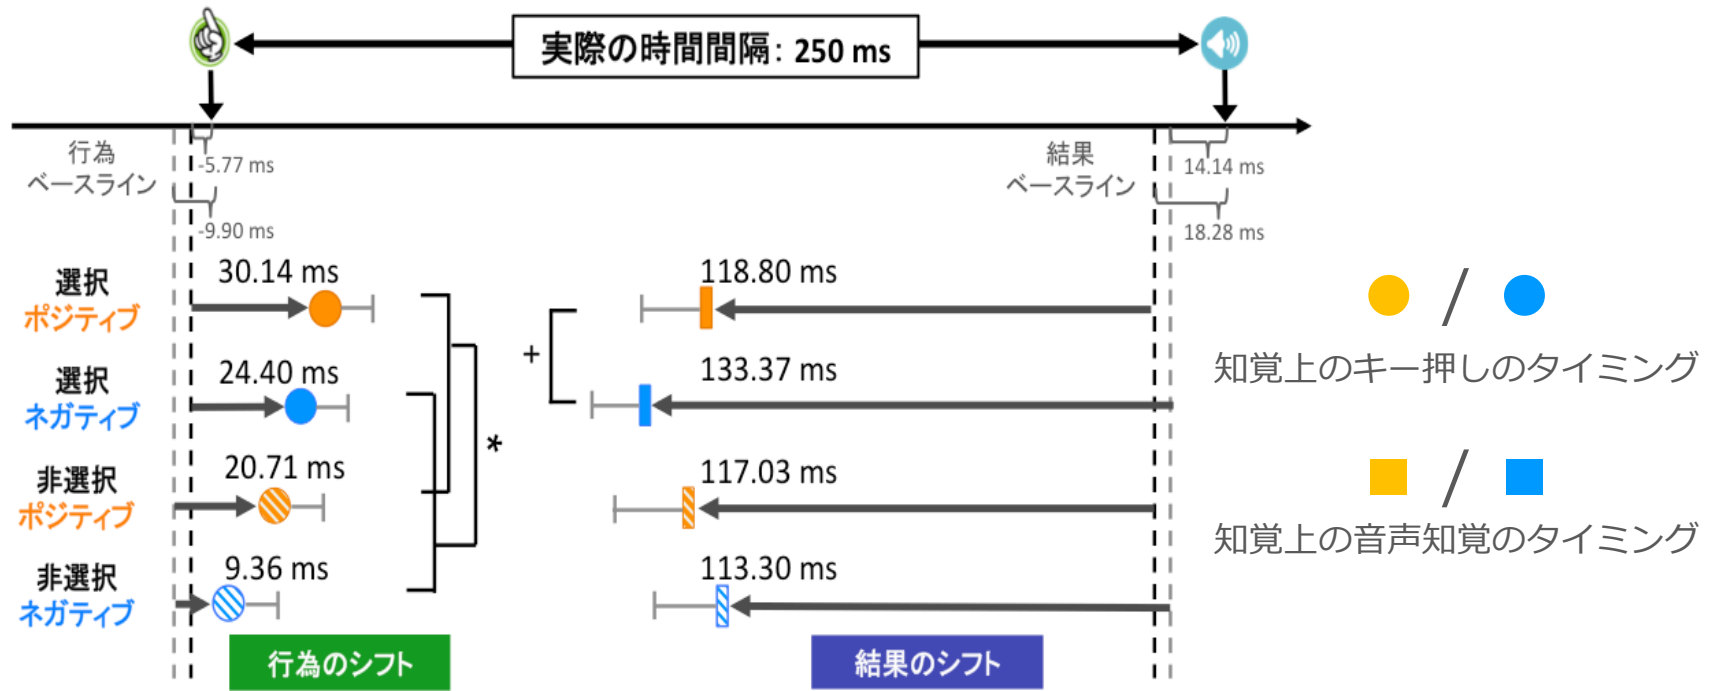 実際の時間間隔: 250 ms
行為
ベースライン
-5.77 ms
-9.90 ms
結果
ベースライン
14.14 ms
18.28 ms
選択
ポジティブ
30.14 ms
118.80 ms
選択
ネガティブ
24.40 ms
133.37 ms
非選択
ポジティブ
20.71 ms
117.03 ms
非選択
ネガティブ
9.36 ms
113.30 ms
*
+
行為のシフト
結果のシフト
/
知覚上のキー押しのタイミング
/
知覚上の音声知覚のタイミング